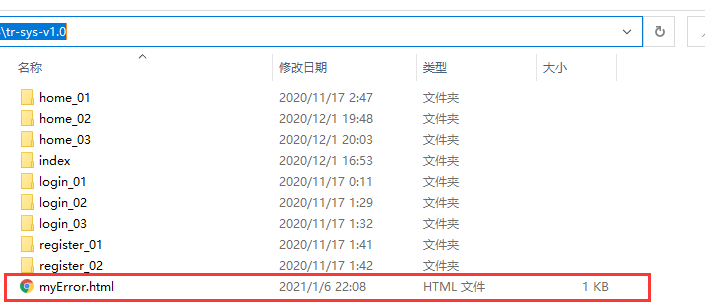 \tr-sys-v1.0
名称 修改日期 类型 大小
home_01 2020/11/17 2:47 文件夹
home_02 2020/12/1 19:48 文件夹
home_03 2020/12/1 20:03 文件夹
index 2020/12/1 16:53 文件夹
login_01 2020/11/17 0:11 文件夹
login_02 2020/11/17 1:29 文件夹
login_03 2020/11/17 1:32 文件夹
register_01 2020/11/17 1:41 文件夹
register_02 2020/11/17 1:42 文件夹
myError.html 2021/1/6 22:08 HTML 文件 1 KB